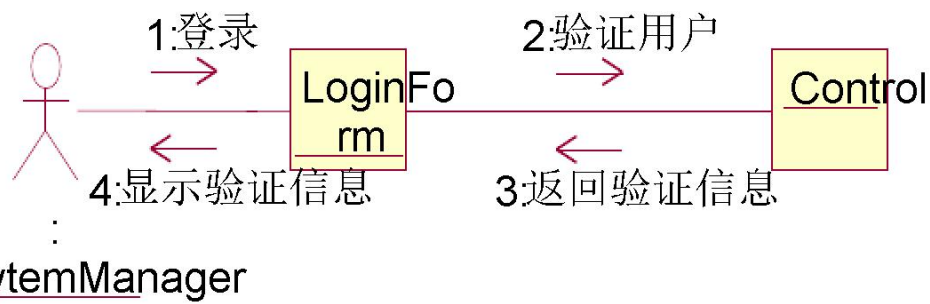 1:登录
2:验证用户
LoginFo
rm
Control
4:显示验证信息
3:返回验证信息
:
ytemManager